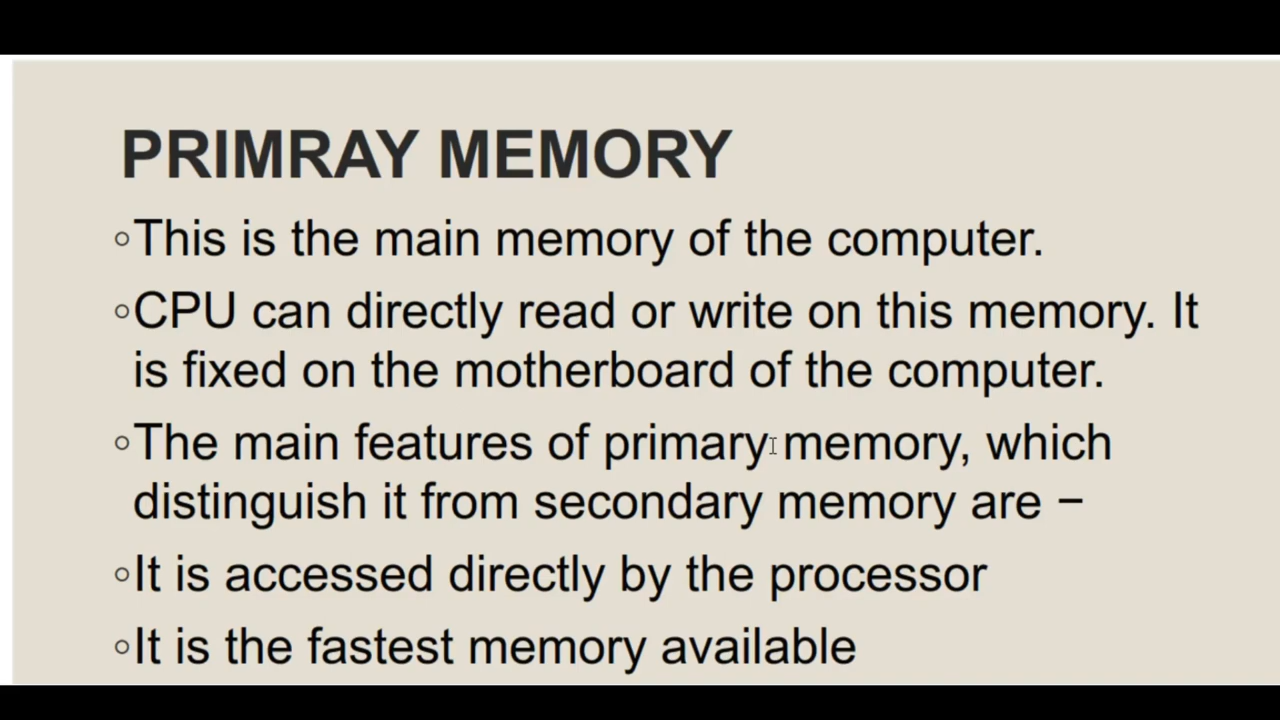 PRIMRAY MEMORY
◦This is the main memory of the computer.
◦CPU can directly read or write on this memory. It
is fixed on the motherboard of the computer.
◦The main features of primary memory, which
distinguish it from secondary memory are −
◦It is accessed directly by the processor
◦It is the fastest memory available